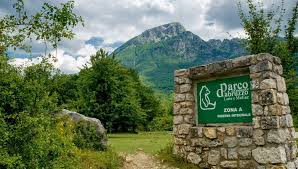 Parco
d'Abruzzo
Lazio e Molise
ZONA A
RISERVA INTEGRALE